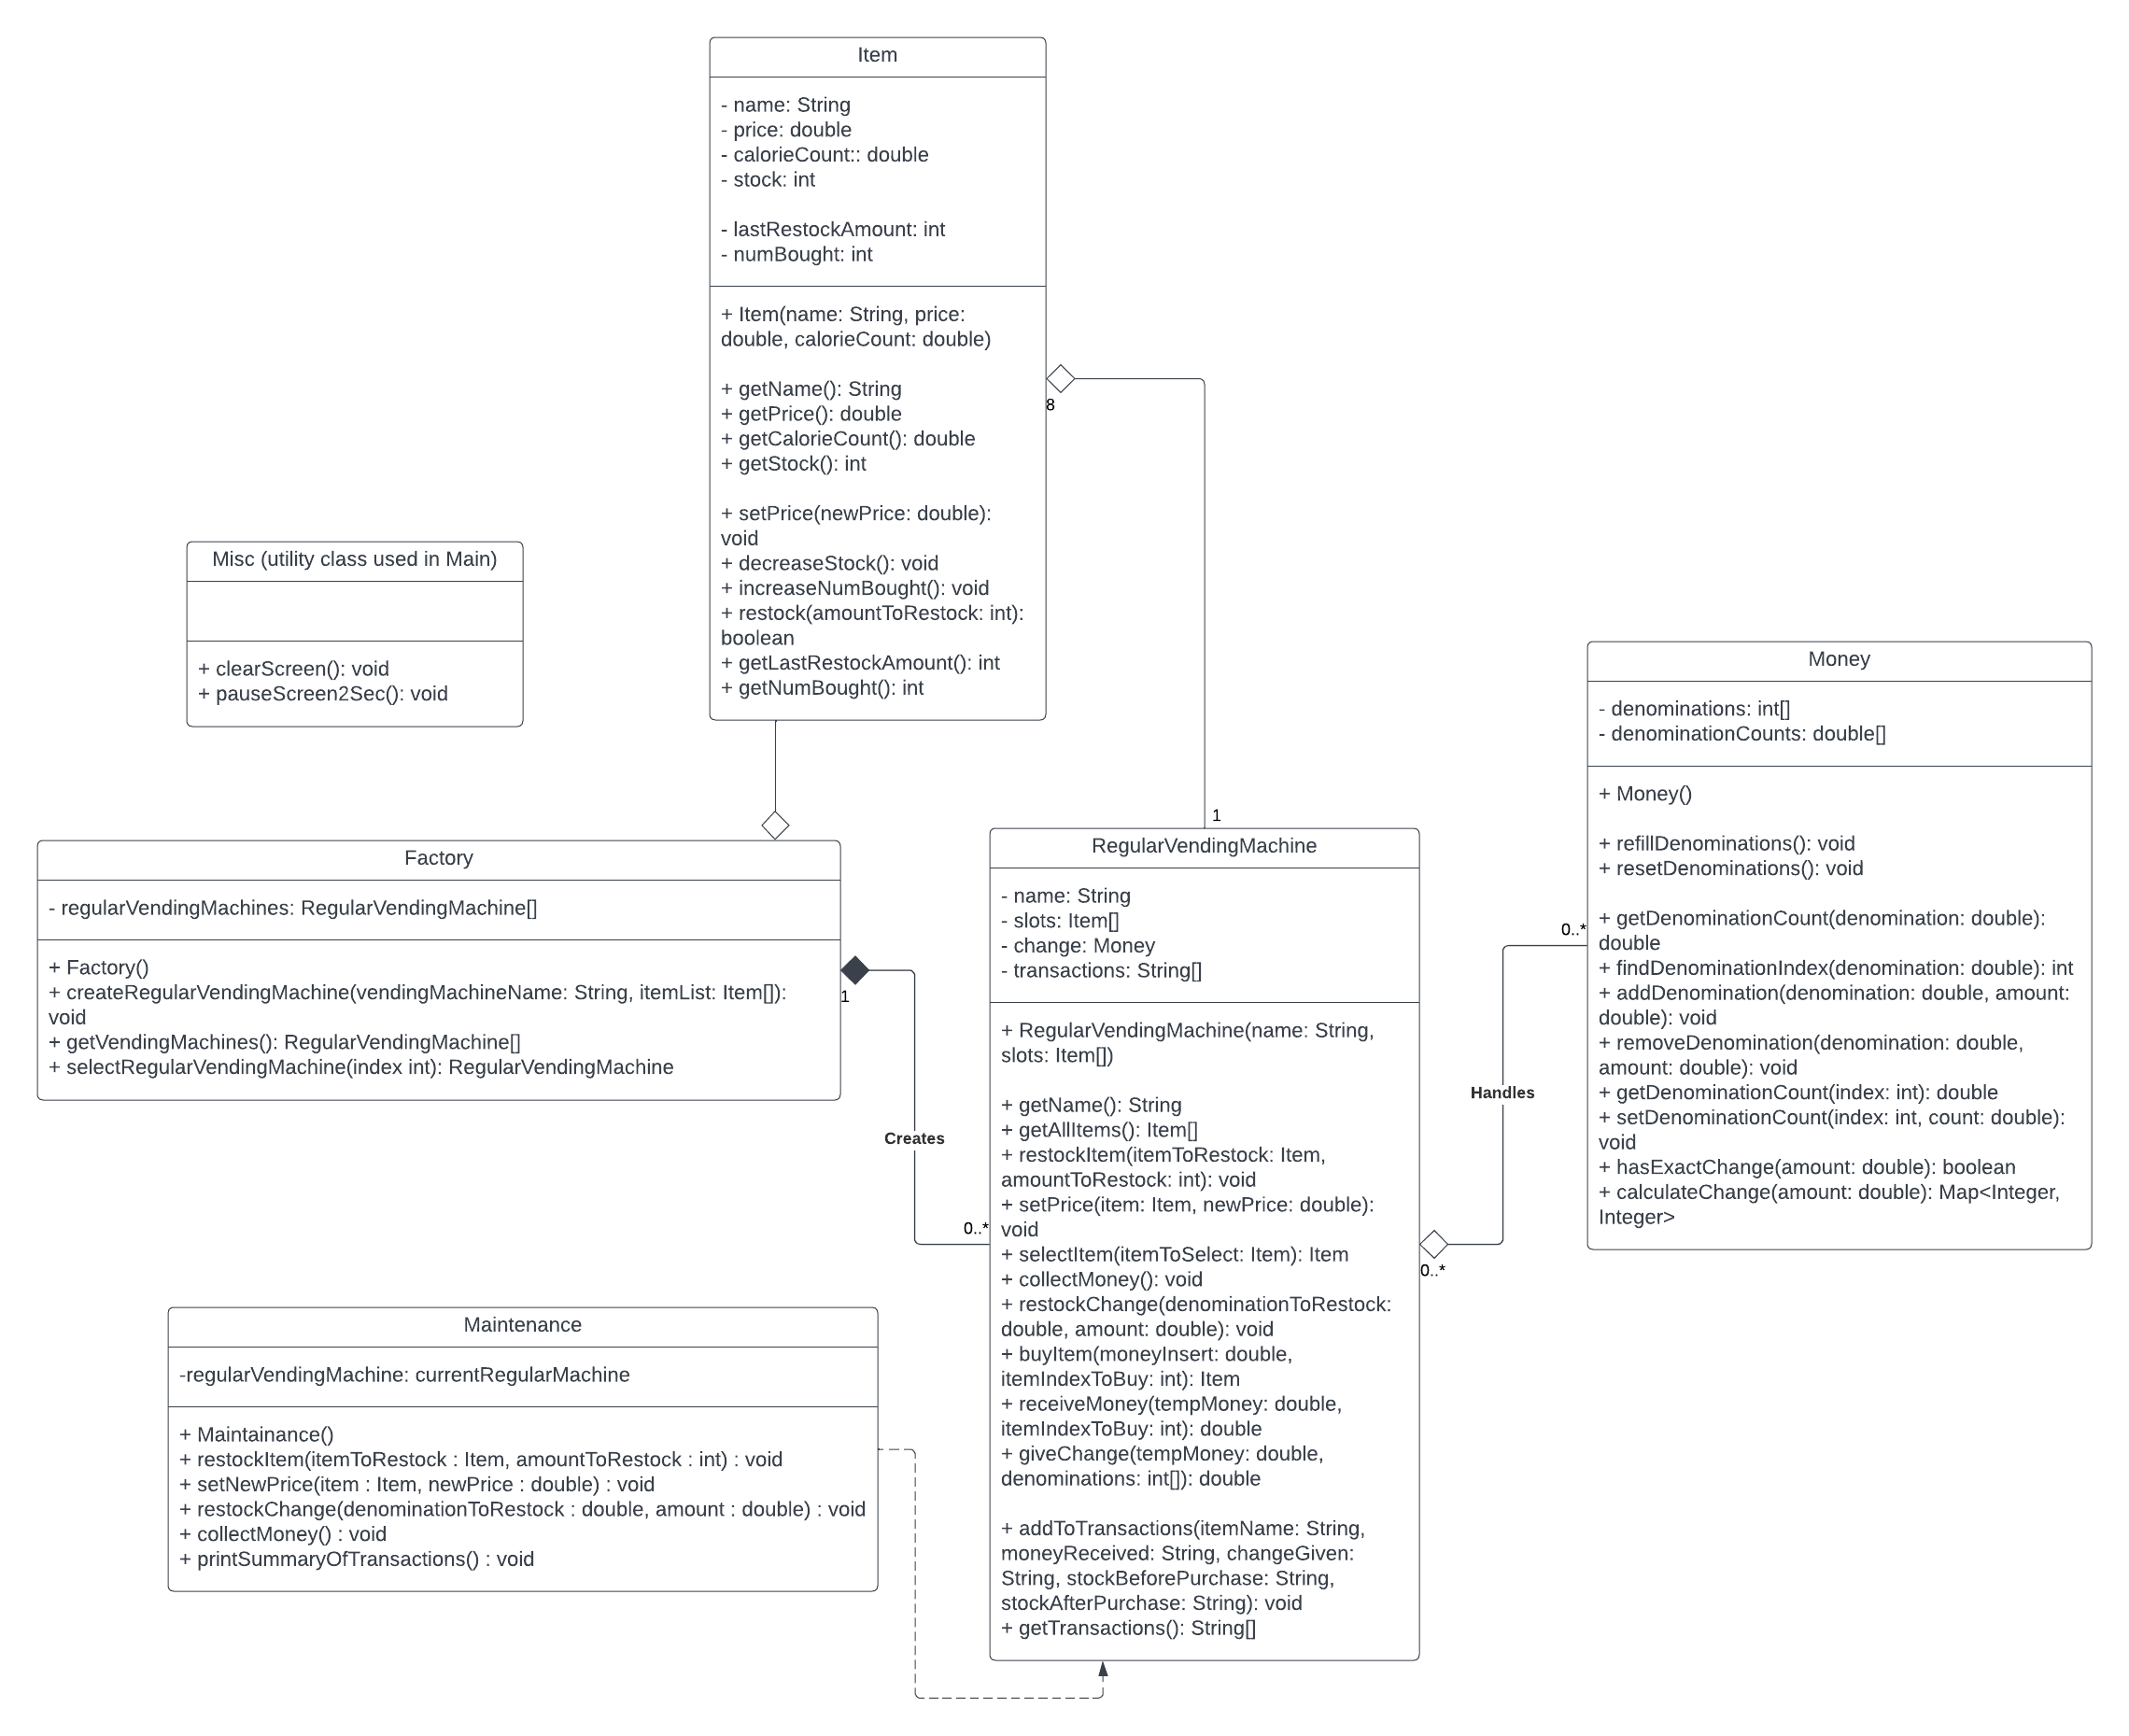 Item
- name: String
- price: double
- calorieCount:: double
- stock: int
- lastRestockAmount: int
- numBought: int
+ Item(name: String, price:
double, calorieCount: double)
+ getName(): String
+ getPrice(): double
+ getCalorieCount(): double
+ getStock(): int
+ setPrice(newPrice: double):
void
+ decreaseStock(): void
+ increaseNumBought(): void
+ restock(amountToRestock: int):
boolean
+ getLastRestockAmount(): int
+ getNumBought(): int
8
1
Misc (utility class used in Main)
+ clearScreen(): void
+ pauseScreen2Sec(): void
Factory
- regularVendingMachines: RegularVendingMachine[]
+ Factory()
+ createRegularVendingMachine(vendingMachineName: String, itemList: Item[]):
void
+ getVendingMachines(): RegularVendingMachine[]
+ selectRegularVendingMachine(index int): RegularVendingMachine
1
Creates
0..*
RegularVendingMachine
- name: String
- slots: Item[]
- change: Money
- transactions: String[]
+ RegularVendingMachine(name: String,
slots: Item[])
+ getName(): String
+ getAllItems(): Item[]
+ restockItem(itemToRestock: Item,
amountToRestock: int): void
+ setPrice(item: Item, newPrice: double):
void
+ selectItem(itemToSelect: Item): Item
+ collectMoney(): void
+ restockChange(denominationToRestock:
double, amount: double): void
+ buyItem(moneyInsert: double,
itemIndexToBuy: int): Item
+ receiveMoney(tempMoney: double,
itemIndexToBuy: int): double
+ giveChange(tempMoney: double,
denominations: int[]): double
+ addToTransactions(itemName: String,
moneyReceived: String, changeGiven:
String, stockBeforePurchase: String,
stockAfterPurchase: String): void
+ getTransactions(): String[]
0..*
Handles
0..*
Money
- denominations: int[]
- denominationCounts: double[]
+ Money()
+ refillDenominations(): void
+ resetDenominations(): void
+ getDenominationCount(denomination: double):
double
+ findDenominationIndex(denomination: double): int
+ addDenomination(denomination: double, amount:
double): void
+ removeDenomination(denomination: double,
amount: double): void
+ getDenominationCount(index: int): double
+ setDenominationCount(index: int, count: double):
void
+ hasExactChange(amount: double): boolean
+ calculateChange(amount: double): Map<Integer,
Integer>
Maintenance
-regularVendingMachine: currentRegularMachine
+ Maintainance()
+ restockItem(itemToRestock : Item, amountToRestock : int) : void
+ setNewPrice(item : Item, newPrice : double) : void
+ restockChange(denominationToRestock : double, amount : double) : void
+ collectMoney() : void
+ printSummaryOfTransactions() : void